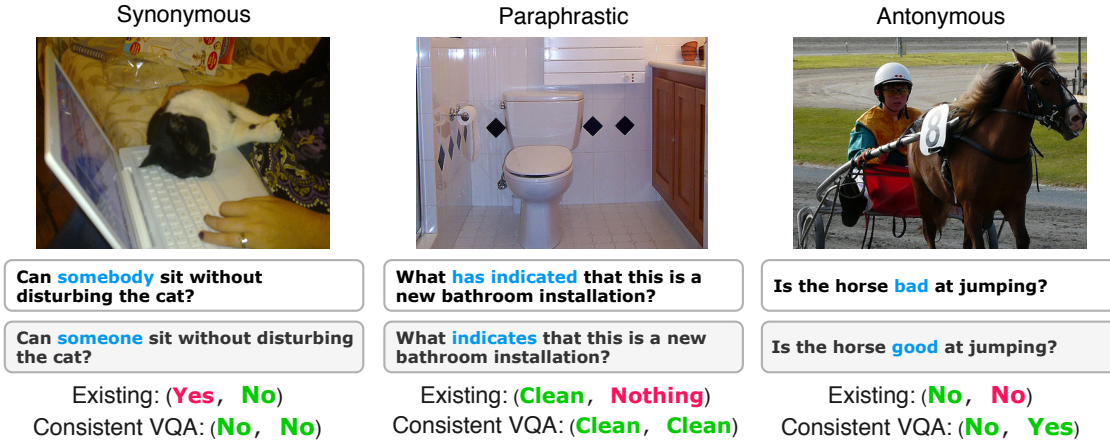 Synonymous
Can somebody sit without
disturbing the cat?
Can someone sit without disturbing
the cat?
Existing: (Yes, No)
Consistent VQA: (No, No)
Paraphrastic
What has indicated that this is a
new bathroom installation?
What indicates that this is a new
bathroom installation?
Existing: (Clean, Nothing)
Consistent VQA: (Clean, Clean)
Antonymous
8
Is the horse bad at jumping?
Is the horse good at jumping?
Existing: (No, No)
Consistent VQA: (No, Yes)